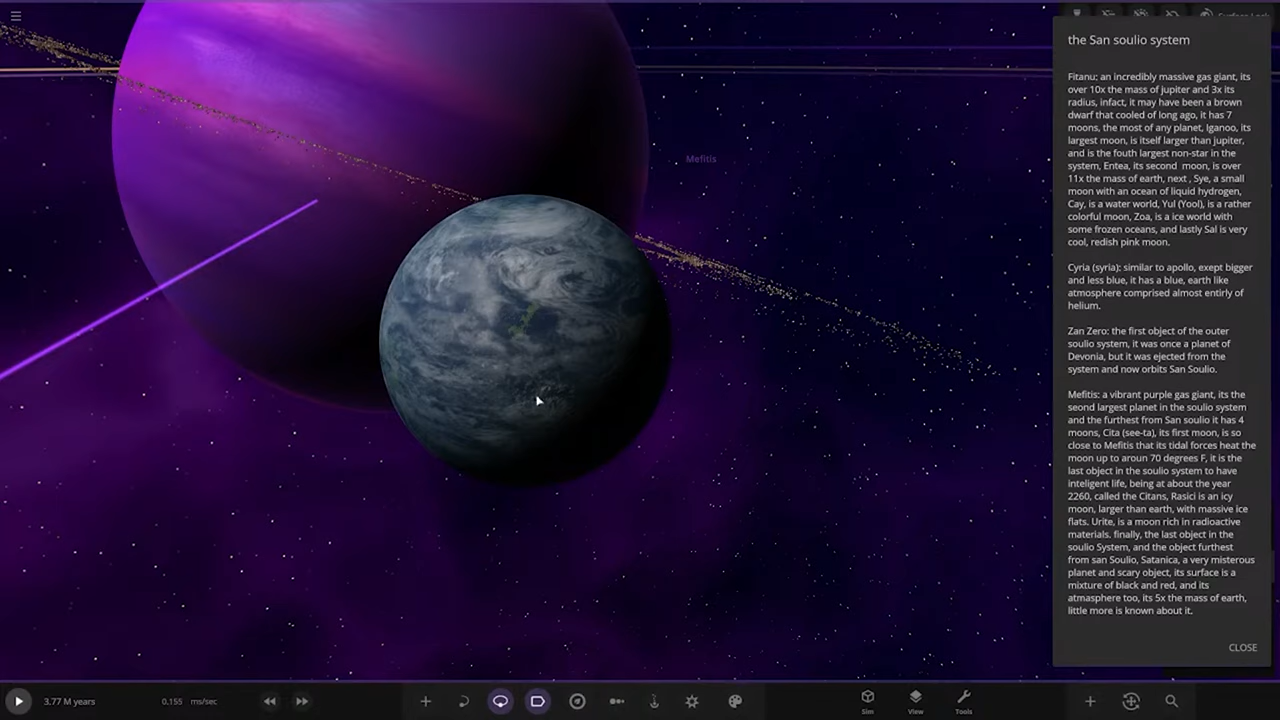 Surface Lock
the San soulio system
Fitanu: an incredibly massive gas giant, its
over 10x the mass of jupiter and 3x its
radius, infact, it may have been a brown
dwarf that cooled of long ago, it has 7
moons, the most of any planet, Iganoo, its
largest moon, is itself larger than jupiter,
and is the fouth largest non-star in the
system, Entea, its second  moon, is over
11x the mass of earth, next , Sye, a small
moon with an ocean of liquid hydrogen,
Cay, is a water world, Yul (Yool), is a rather
colorful moon, Zoa, is a ice world with
some frozen oceans, and lastly Sal is very
cool, redish pink moon.
Cyria (syria): similar to apollo, exept bigger
and less blue, it has a blue, earth like
atmosphere comprised almost entirly of
helium.
Zan Zero: the first object of the outer
soulio system, it was once a planet of
Devonia, but it was ejected from the
system and now orbits San Soulio.
Mefitis: a vibrant purple gas giant, its the
seond largest planet in the soulio system
and the furthest from San soulio it has 4
moons, Cita (see-ta), its first moon, is so
close to Mefitis that its tidal forces heat the
moon up to aroun 70 degrees F, it is the
last object in the soulio system to have
inteligent life, being at about the year
2260, called the Citans, Rasici is an icy
moon, larger than earth, with massive ice
flats. Urite, is a moon rich in radioactive
materials. finally, the last object in the
soulio System, and the object furthest
from san Soulio, Satanica, a very misterous
planet and scary object, its surface is a
mixture of black and red, and its
atmasphere too, its 5x the mass of earth,
little more is known about it.
CLOSE
Mefitis
3.77 M years
0.155 ms/sec
Sim
View
Tools